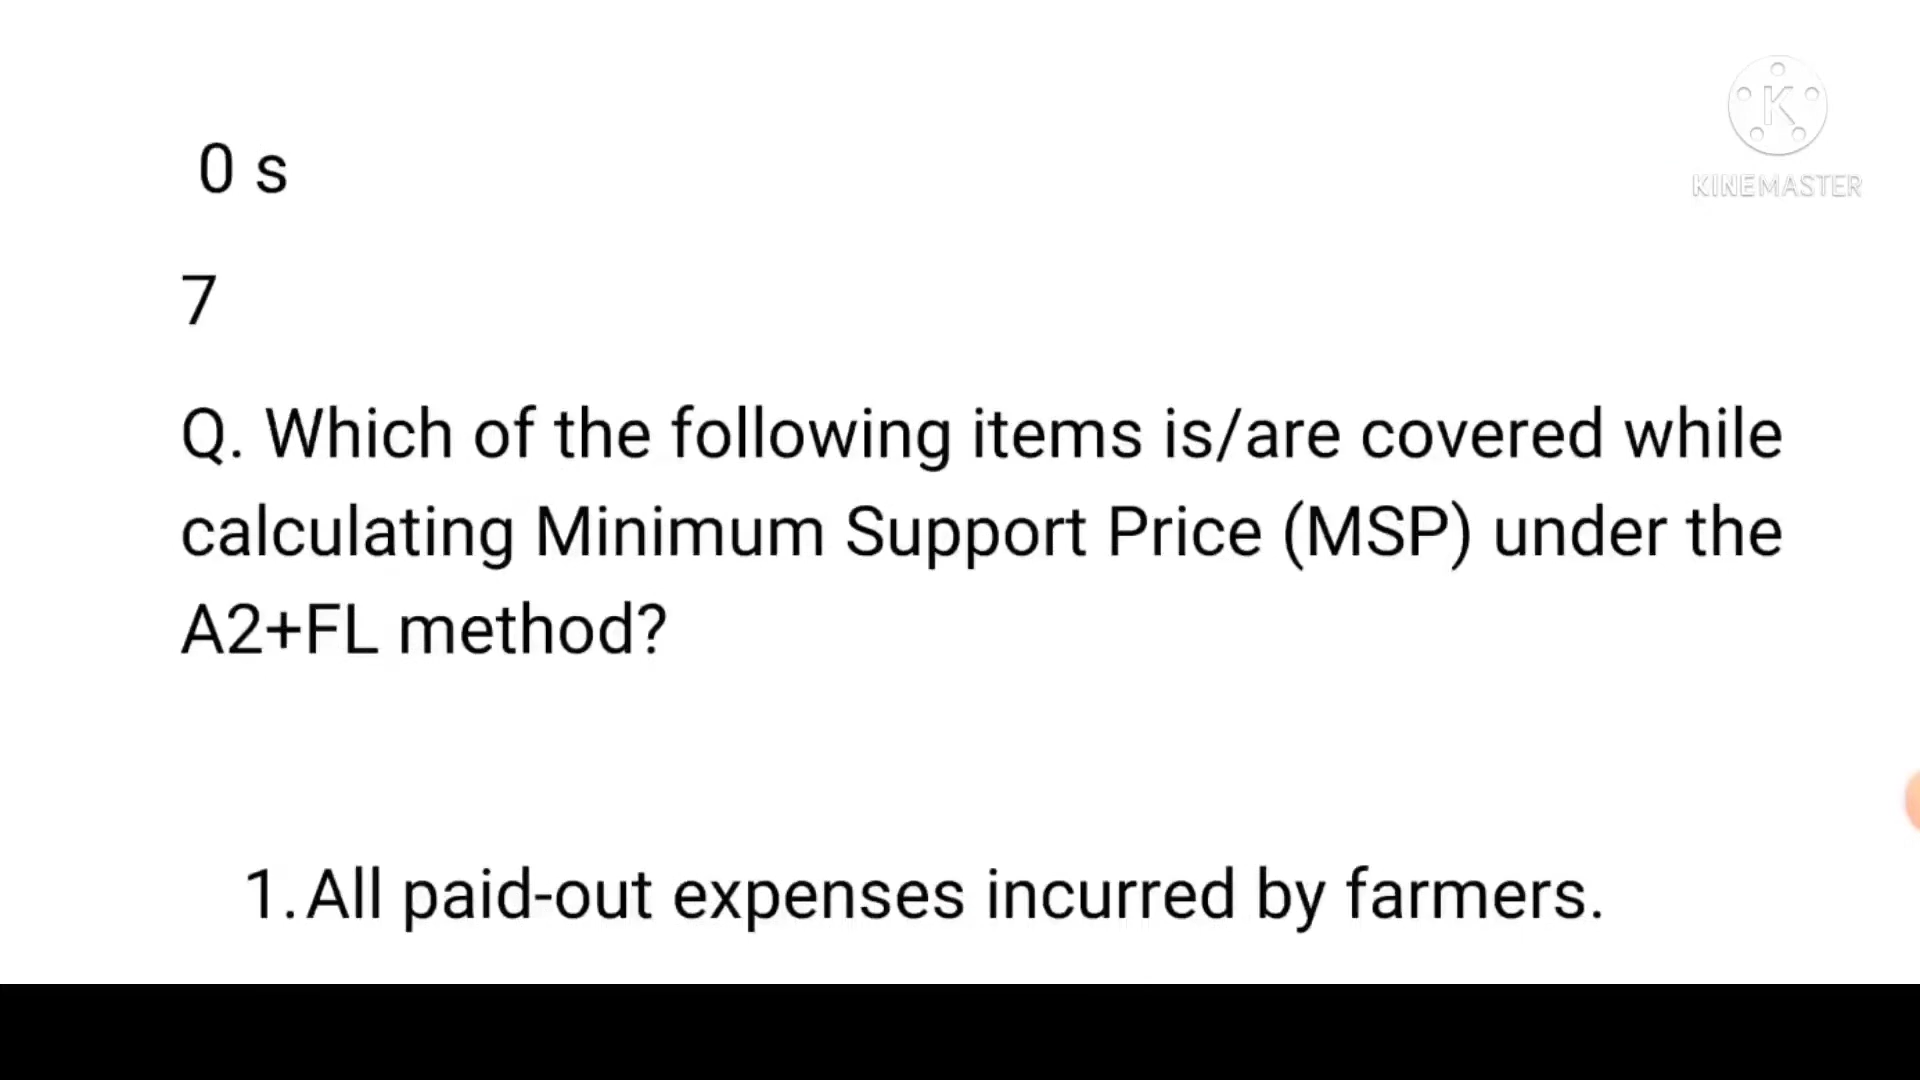 0 s
K
KINEMASTER
7
Q. Which of the following items is/are covered while
calculating Minimum Support Price (MSP) under the
A2+FL method?
1. All paid-out expenses incurred by farmers.